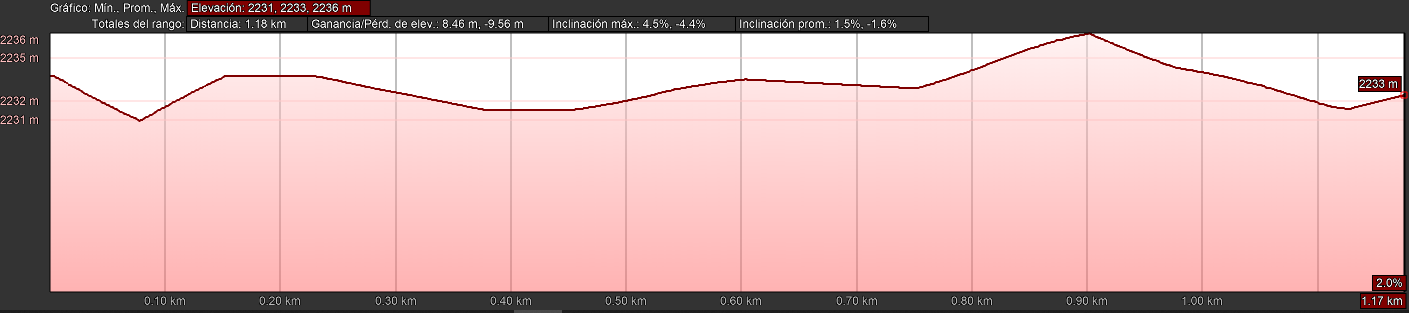 Gráfico: Mín., Prom., Máx. Elevación: 2231, 2233, 2236 m
Totales del rango: Distancia: 1.18 km Ganancia/Pérd. de elev.: 8.46 m, -9.56 m Inclinación máx.: 4.5%, -4.4% Inclinación prom.: 1.5%, -1.6%
2236 m
2235 m
2233 m
2232 m
2231 m
2.0%
0.10 km 0.20 km 0.30 km 0.40 km 0.50 km 0.60 km 0.70 km 0.80 km 0.90 km 1.00 km 1.17 km